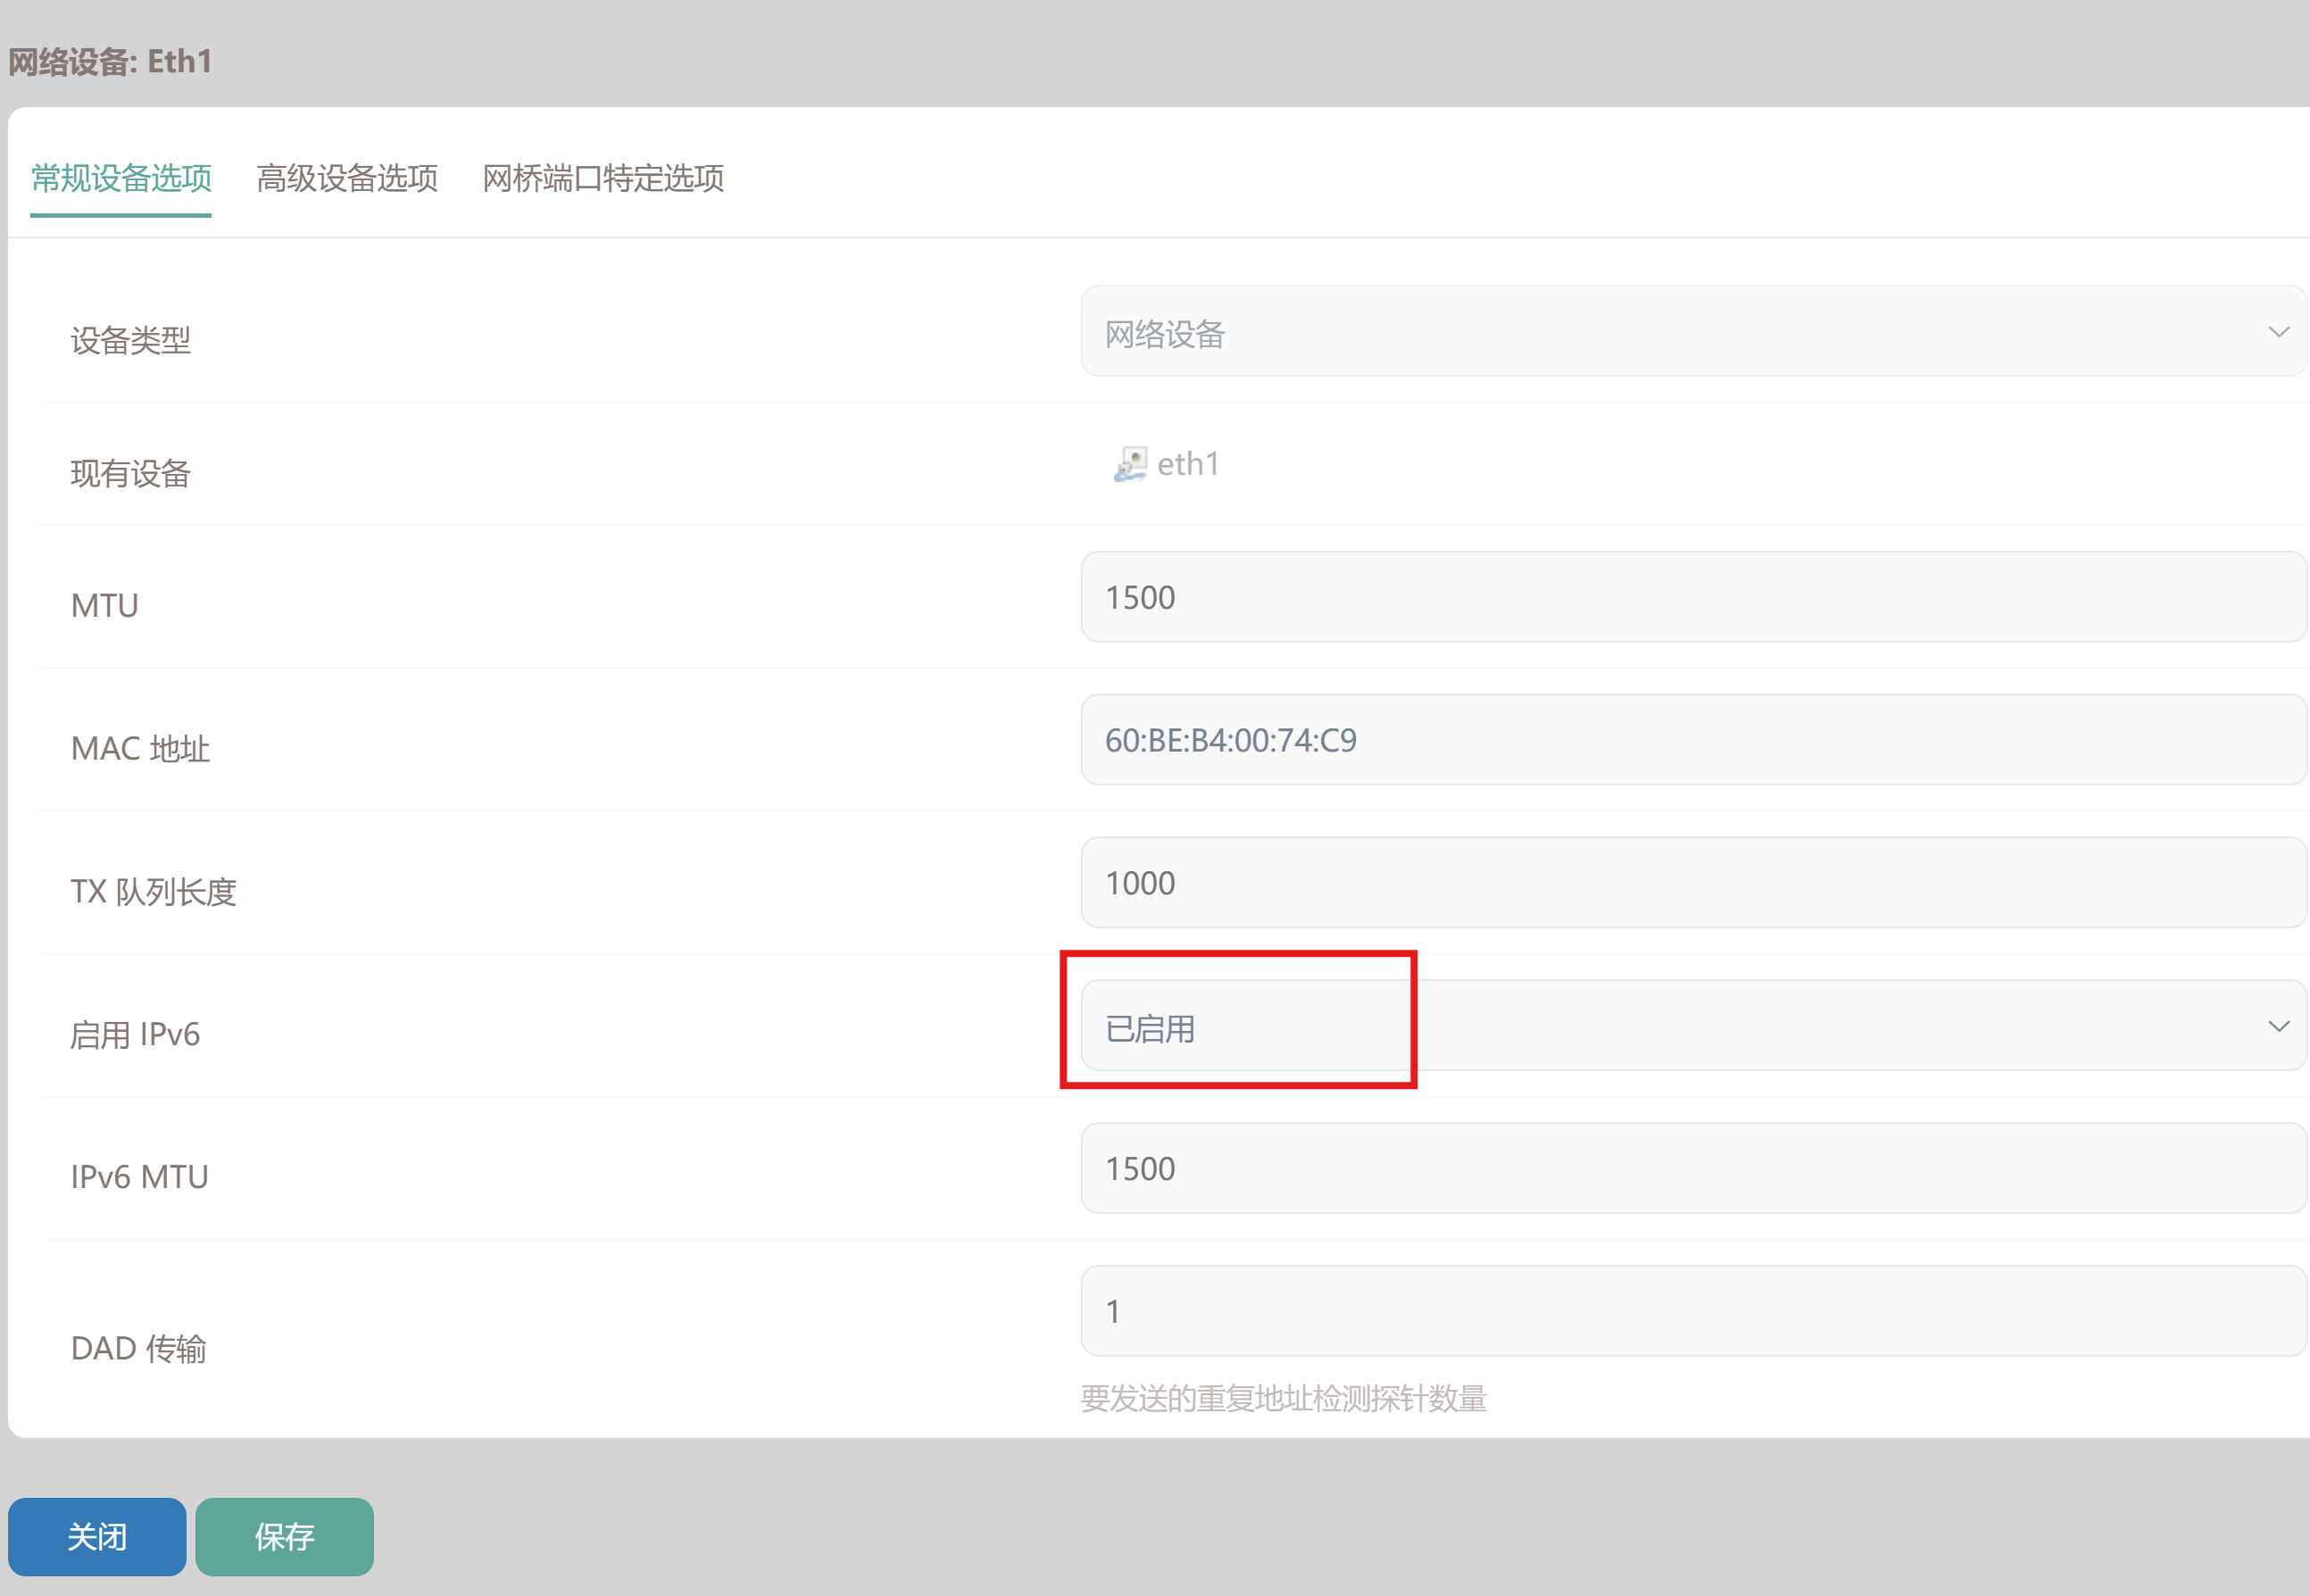 网络设备: Eth1
常规设备选项 高级设备选项 网桥端口特定选项
设备类型 网络设备
现有设备 eth1
MTU 1500
MAC 地址 60:BE:B4:00:74:C9
TX 队列长度 1000
启用 IPv6 已启用
IPv6 MTU 1500
DAD 传输 1
要发送的重复地址检测探针数量
关闭 保存